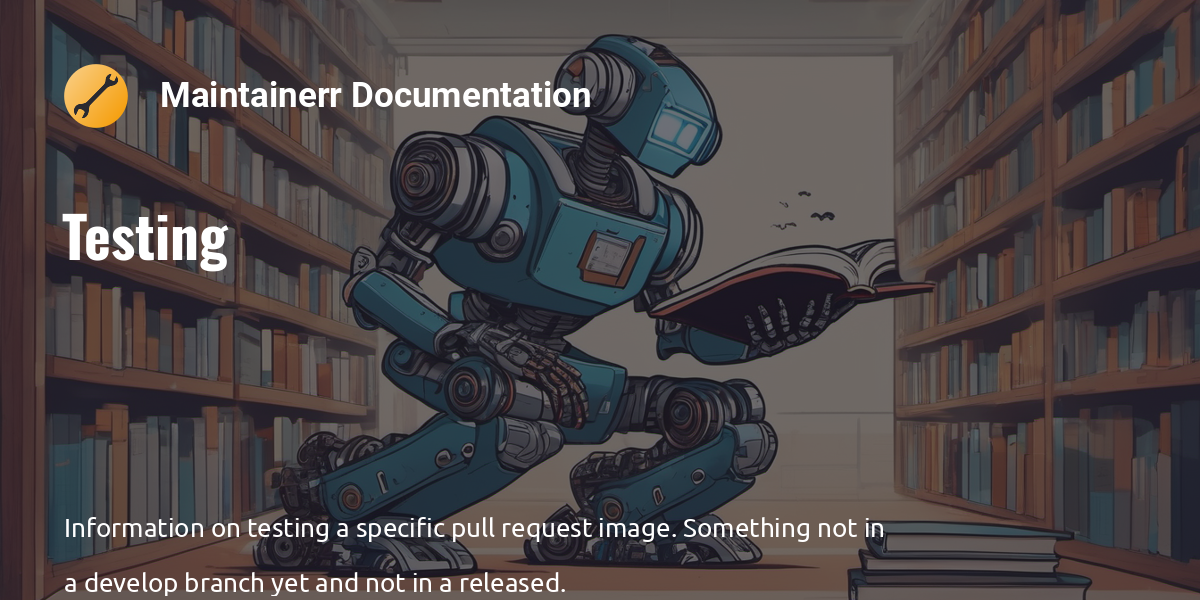 Maintainerr Documentation
Testing
Information on testing a specific pull request image. Something not in
a develop branch yet and not in a released.